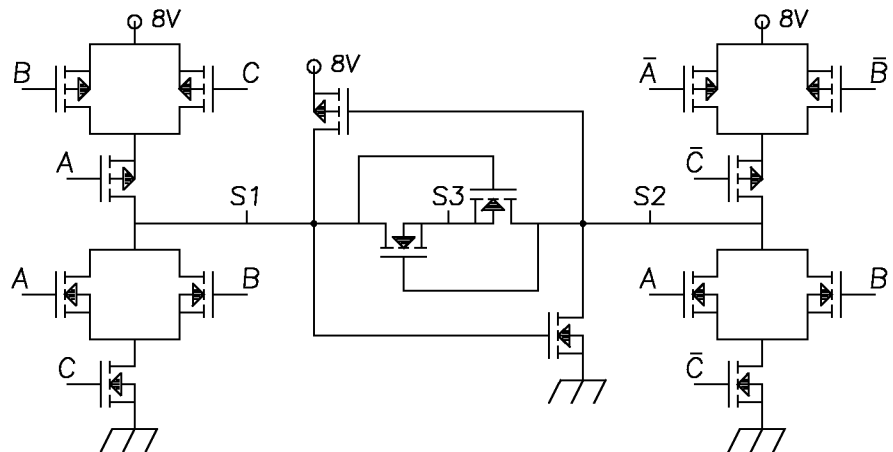 8V 8V
B C 8V A̅ B̅
A C̅
S1 S3 S2
A B A B
C C̅